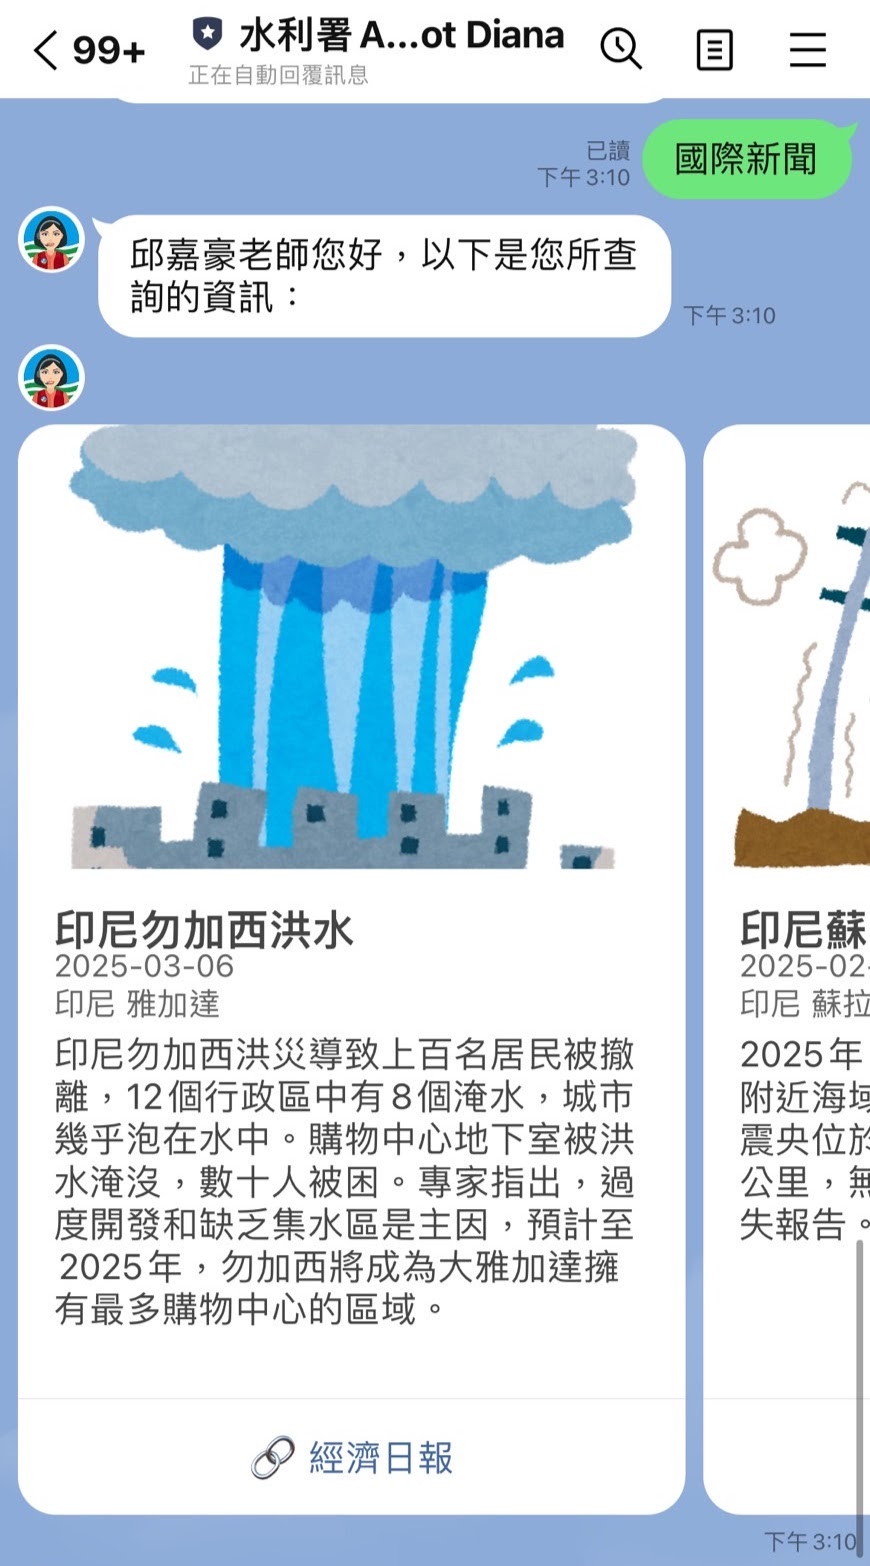 99+
水利署 A...ot Diana
正在自動回覆訊息
已讀
下午 3:10
國際新聞
邱嘉豪老師您好，以下是您所查
詢的資訊：
下午 3:10
印尼勿加西洪水
2025-03-06
印尼 雅加達
印尼勿加西洪災導致上百名居民被撤
離，12個行政區中有8個淹水，城市
幾乎泡在水中。購物中心地下室被洪
水淹沒，數十人被困。專家指出，過
度開發和缺乏集水區是主因，預計至
2025年，勿加西將成為大雅加達擁
有最多購物中心的區域。
經濟日報
印尼蘇
2025-02-
印尼 蘇拉
2025年
附近海域
震央位於
公里，無
失報告。
下午 3:10